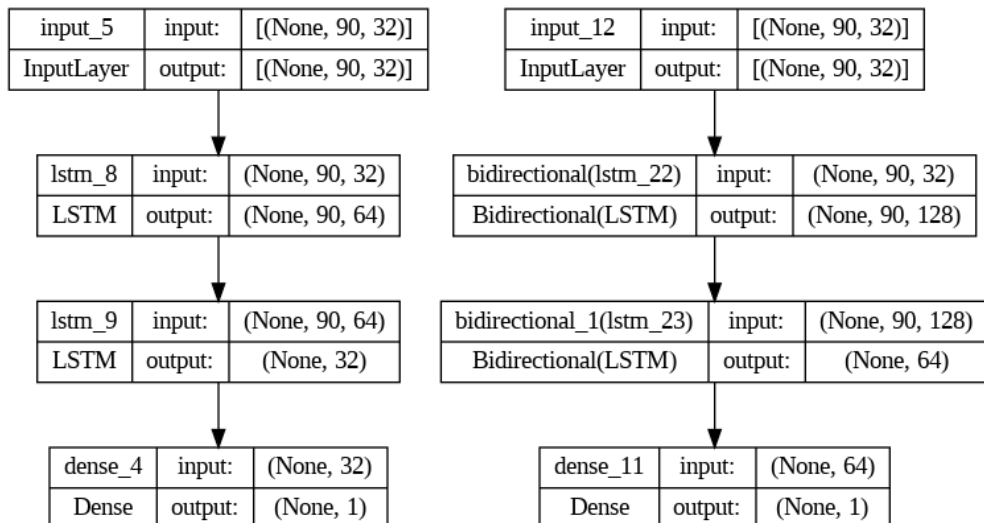 input_5 input: [(None, 90, 32)]
InputLayer output: [(None, 90, 32)]
lstm_8 input: (None, 90, 32)
LSTM output: (None, 90, 64)
lstm_9 input: (None, 90, 64)
LSTM output: (None, 32)
dense_4 input: (None, 32)
Dense output: (None, 1)
input_12 input: [(None, 90, 32)]
InputLayer output: [(None, 90, 32)]
bidirectional(lstm_22) input: (None, 90, 32)
Bidirectional(LSTM) output: (None, 90, 128)
bidirectional_1(lstm_23) input: (None, 90, 128)
Bidirectional(LSTM) output: (None, 64)
dense_11 input: (None, 64)
Dense output: (None, 1)